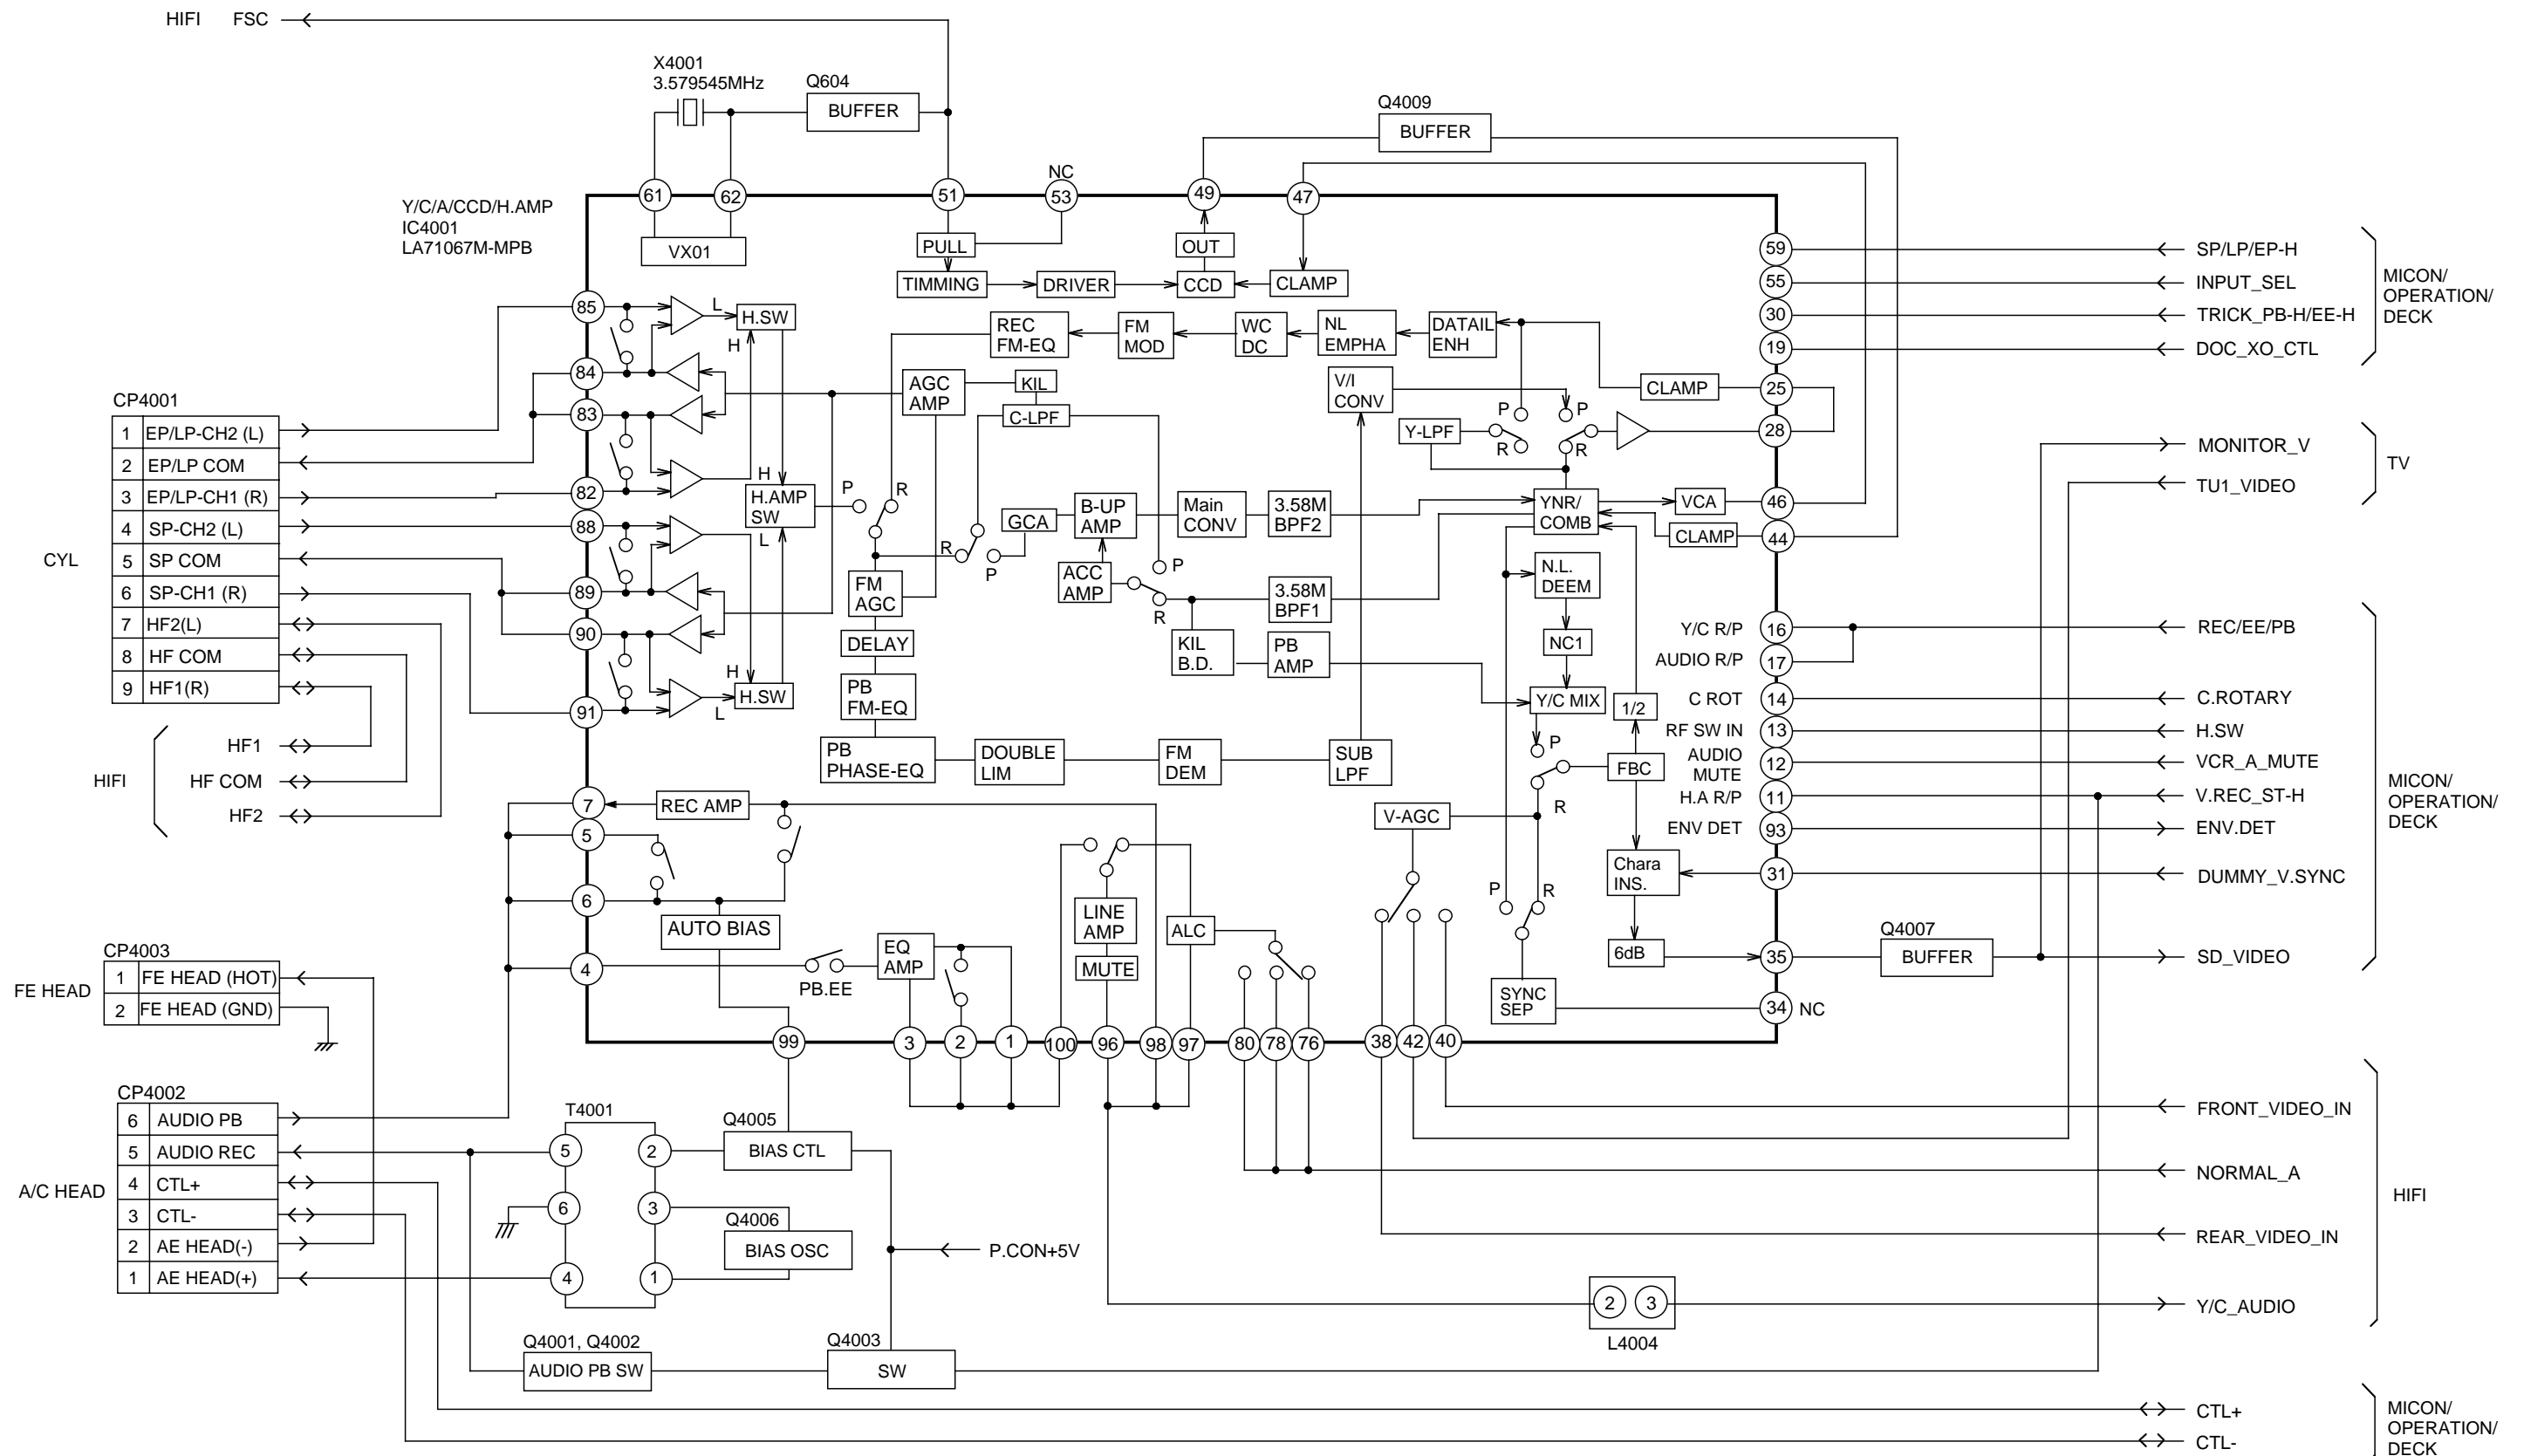 HIFI FSC
X4001
3.579545MHz
Q604
BUFFER
Q4009
BUFFER
Y/C/A/CCD/H.AMP
IC4001
LA71067M-MPB
61
62
51
NC
53
49
47
VX01
PULL
OUT
TIMMING
DRIVER
CCD
CLAMP
59
SP/LP/EP-H
55
INPUT_SEL
30
TRICK_PB-H/EE-H
19
DOC_XO_CTL
MICON/
OPERATION/
DECK
85
L
H.SW
H
REC
FM-EQ
FM
MOD
WC
DC
NL
EMPHA
DATAIL
ENH
84
AGC
AMP
KIL
C-LPF
V/I
CONV
CLAMP
25
83
P
P
Y-LPF
R
R
28
MONITOR_V
TU1_VIDEO
TV
CP4001
1 EP/LP-CH2 (L)
2 EP/LP COM
3 EP/LP-CH1 (R)
4 SP-CH2 (L)
5 SP COM
6 SP-CH1 (R)
7 HF2(L)
8 HF COM
9 HF1(R)
CYL
82
88
H
H.AMP
SW
L
P
R
R
P
GCA
B-UP
AMP
Main
CONV
3.58M
BPF2
YNR/
COMB
VCA
46
CLAMP
44
89
90
91
H
H.SW
L
FM
AGC
DELAY
PB
FM-EQ
PB
PHASE-EQ
DOUBLE
LIM
FM
DEM
SUB
LPF
ACC
AMP
P
R
3.58M
BPF1
KIL
B.D.
PB
AMP
N.L.
DEEM
NC1
Y/C MIX
1/2
P
FBC
R
Y/C R/P
16
REC/EE/PB
AUDIO R/P
17
C ROT
14
C.ROTARY
RF SW IN
13
H.SW
AUDIO
MUTE
12
VCR_A_MUTE
H.A R/P
11
V.REC_ST-H
ENV DET
93
ENV.DET
31
DUMMY_V.SYNC
MICON/
OPERATION/
DECK
HIFI
HF1
HF COM
HF2
7
REC AMP
5
6
AUTO BIAS
4
PB.EE
EQ
AMP
LINE
AMP
MUTE
ALC
V-AGC
P
R
Chara
INS.
6dB
35
Q4007
BUFFER
SD_VIDEO
SYNC
SEP
34
NC
CP4003
1 FE HEAD (HOT)
2 FE HEAD (GND)
FE HEAD
99
3
2
1
100
96
98
97
80
78
76
38
42
40
CP4002
6 AUDIO PB
5 AUDIO REC
4 CTL+
3 CTL-
2 AE HEAD(-)
1 AE HEAD(+)
A/C HEAD
T4001
5
2
6
3
4
1
Q4005
BIAS CTL
Q4006
BIAS OSC
P.CON+5V
FRONT_VIDEO_IN
NORMAL_A
REAR_VIDEO_IN
HIFI
2
3
L4004
Y/C_AUDIO
Q4001, Q4002
AUDIO PB SW
Q4003
SW
CTL+
CTL-
MICON/
OPERATION/
DECK